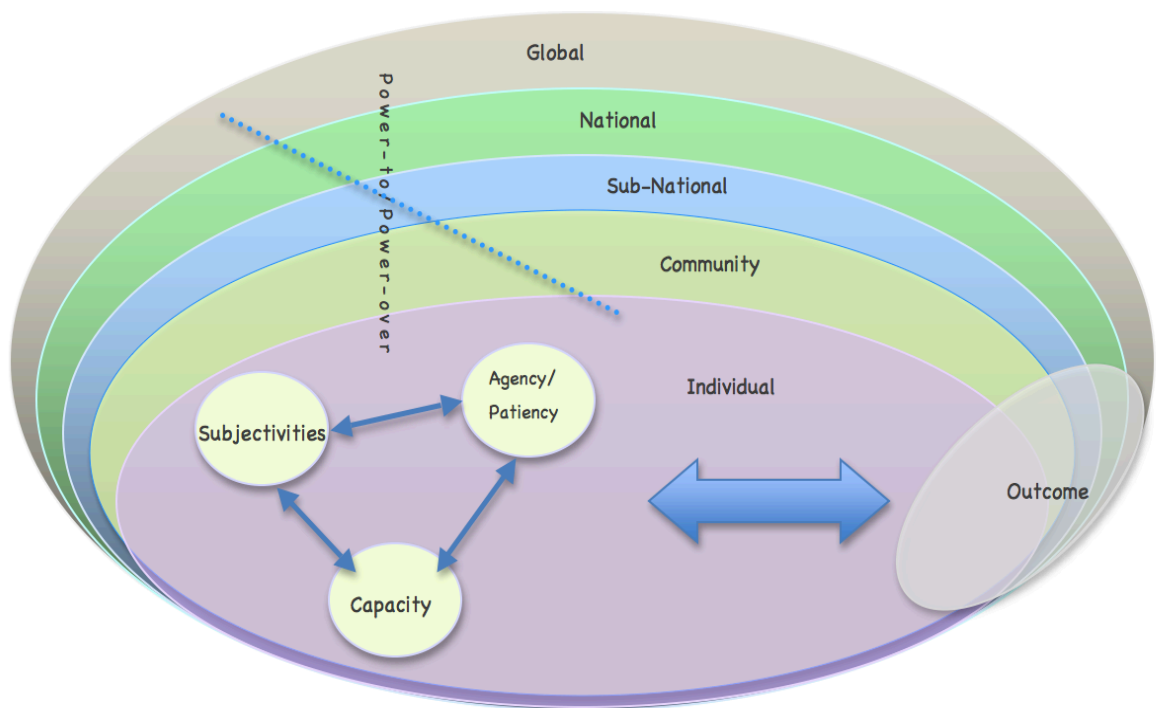 Global
National
Sub-National
Community
Individual
Power-to/Power-over
Agency/
Patiency
Subjectivities
Capacity
Outcome